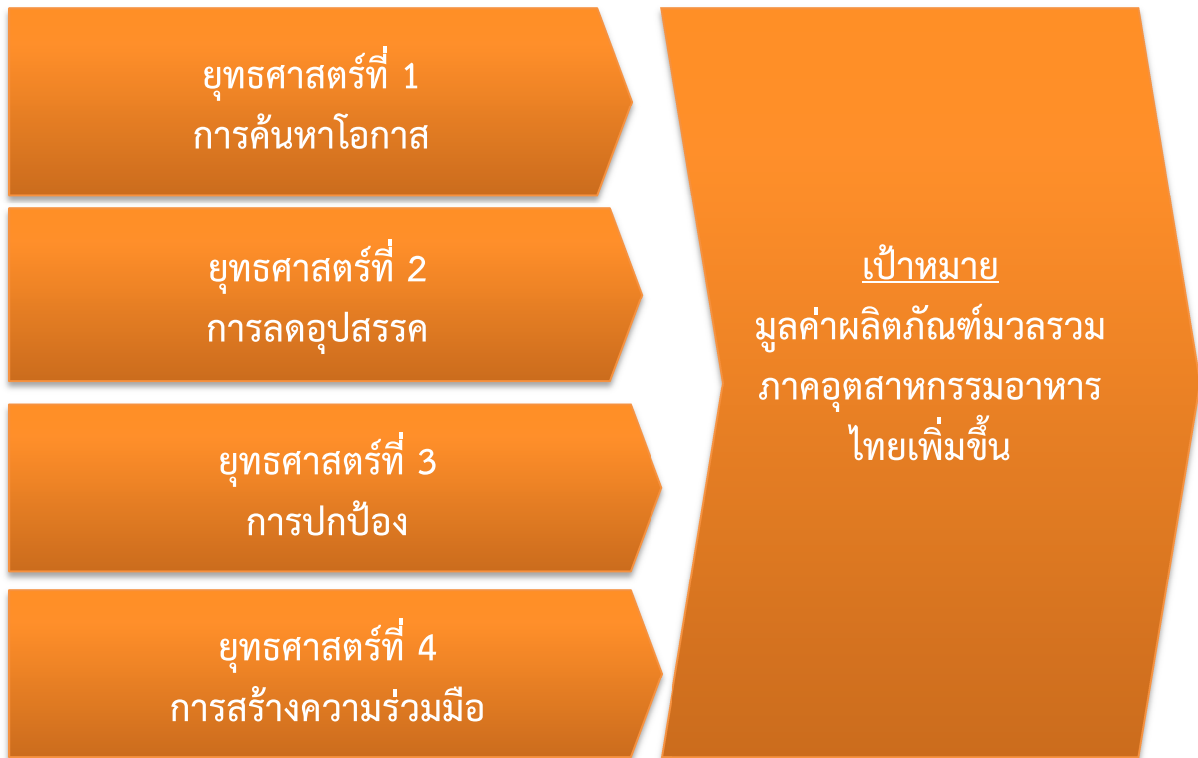 ยุทธศาสตร์ที่ 1
การค้นหาโอกาส
ยุทธศาสตร์ที่ 2
การลดอุปสรรค
ยุทธศาสตร์ที่ 3
การปกป้อง
ยุทธศาสตร์ที่ 4
การสร้างความร่วมมือ
เป้าหมาย
มูลค่าผลิตภัณฑ์มวลรวม
ภาคอุตสาหกรรมอาหาร
ไทยเพิ่มขึ้น